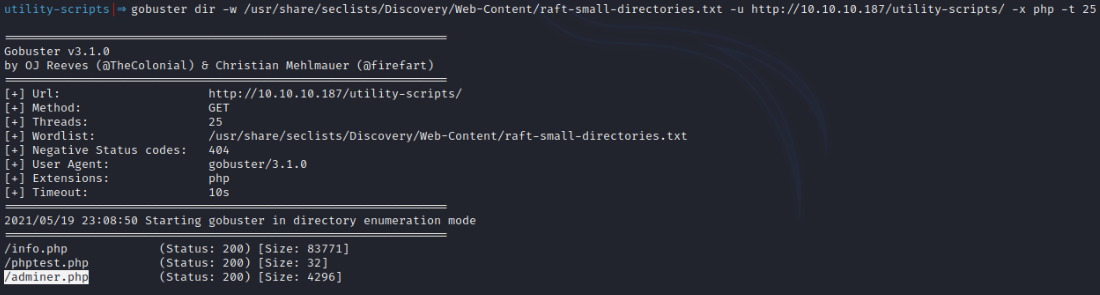 utility-scripts|⇒ gobuster dir -w /usr/share/seclists/Discovery/Web-Content/raft-small-directories.txt -u http://10.10.10.187/utility-scripts/ -x php -t 25
===============================================================
Gobuster v3.1.0
by OJ Reeves (@TheColonial) & Christian Mehlmauer (@firefart)
===============================================================
[+] Url:                     http://10.10.10.187/utility-scripts/
[+] Method:                  GET
[+] Threads:                 25
[+] Wordlist:                /usr/share/seclists/Discovery/Web-Content/raft-small-directories.txt
[+] Negative Status codes:   404
[+] User Agent:              gobuster/3.1.0
[+] Extensions:              php
[+] Timeout:                 10s
===============================================================
2021/05/19 23:08:50 Starting gobuster in directory enumeration mode
===============================================================
/info.php             (Status: 200) [Size: 83771]
/phptest.php          (Status: 200) [Size: 32]
/adminer.php          (Status: 200) [Size: 4296]